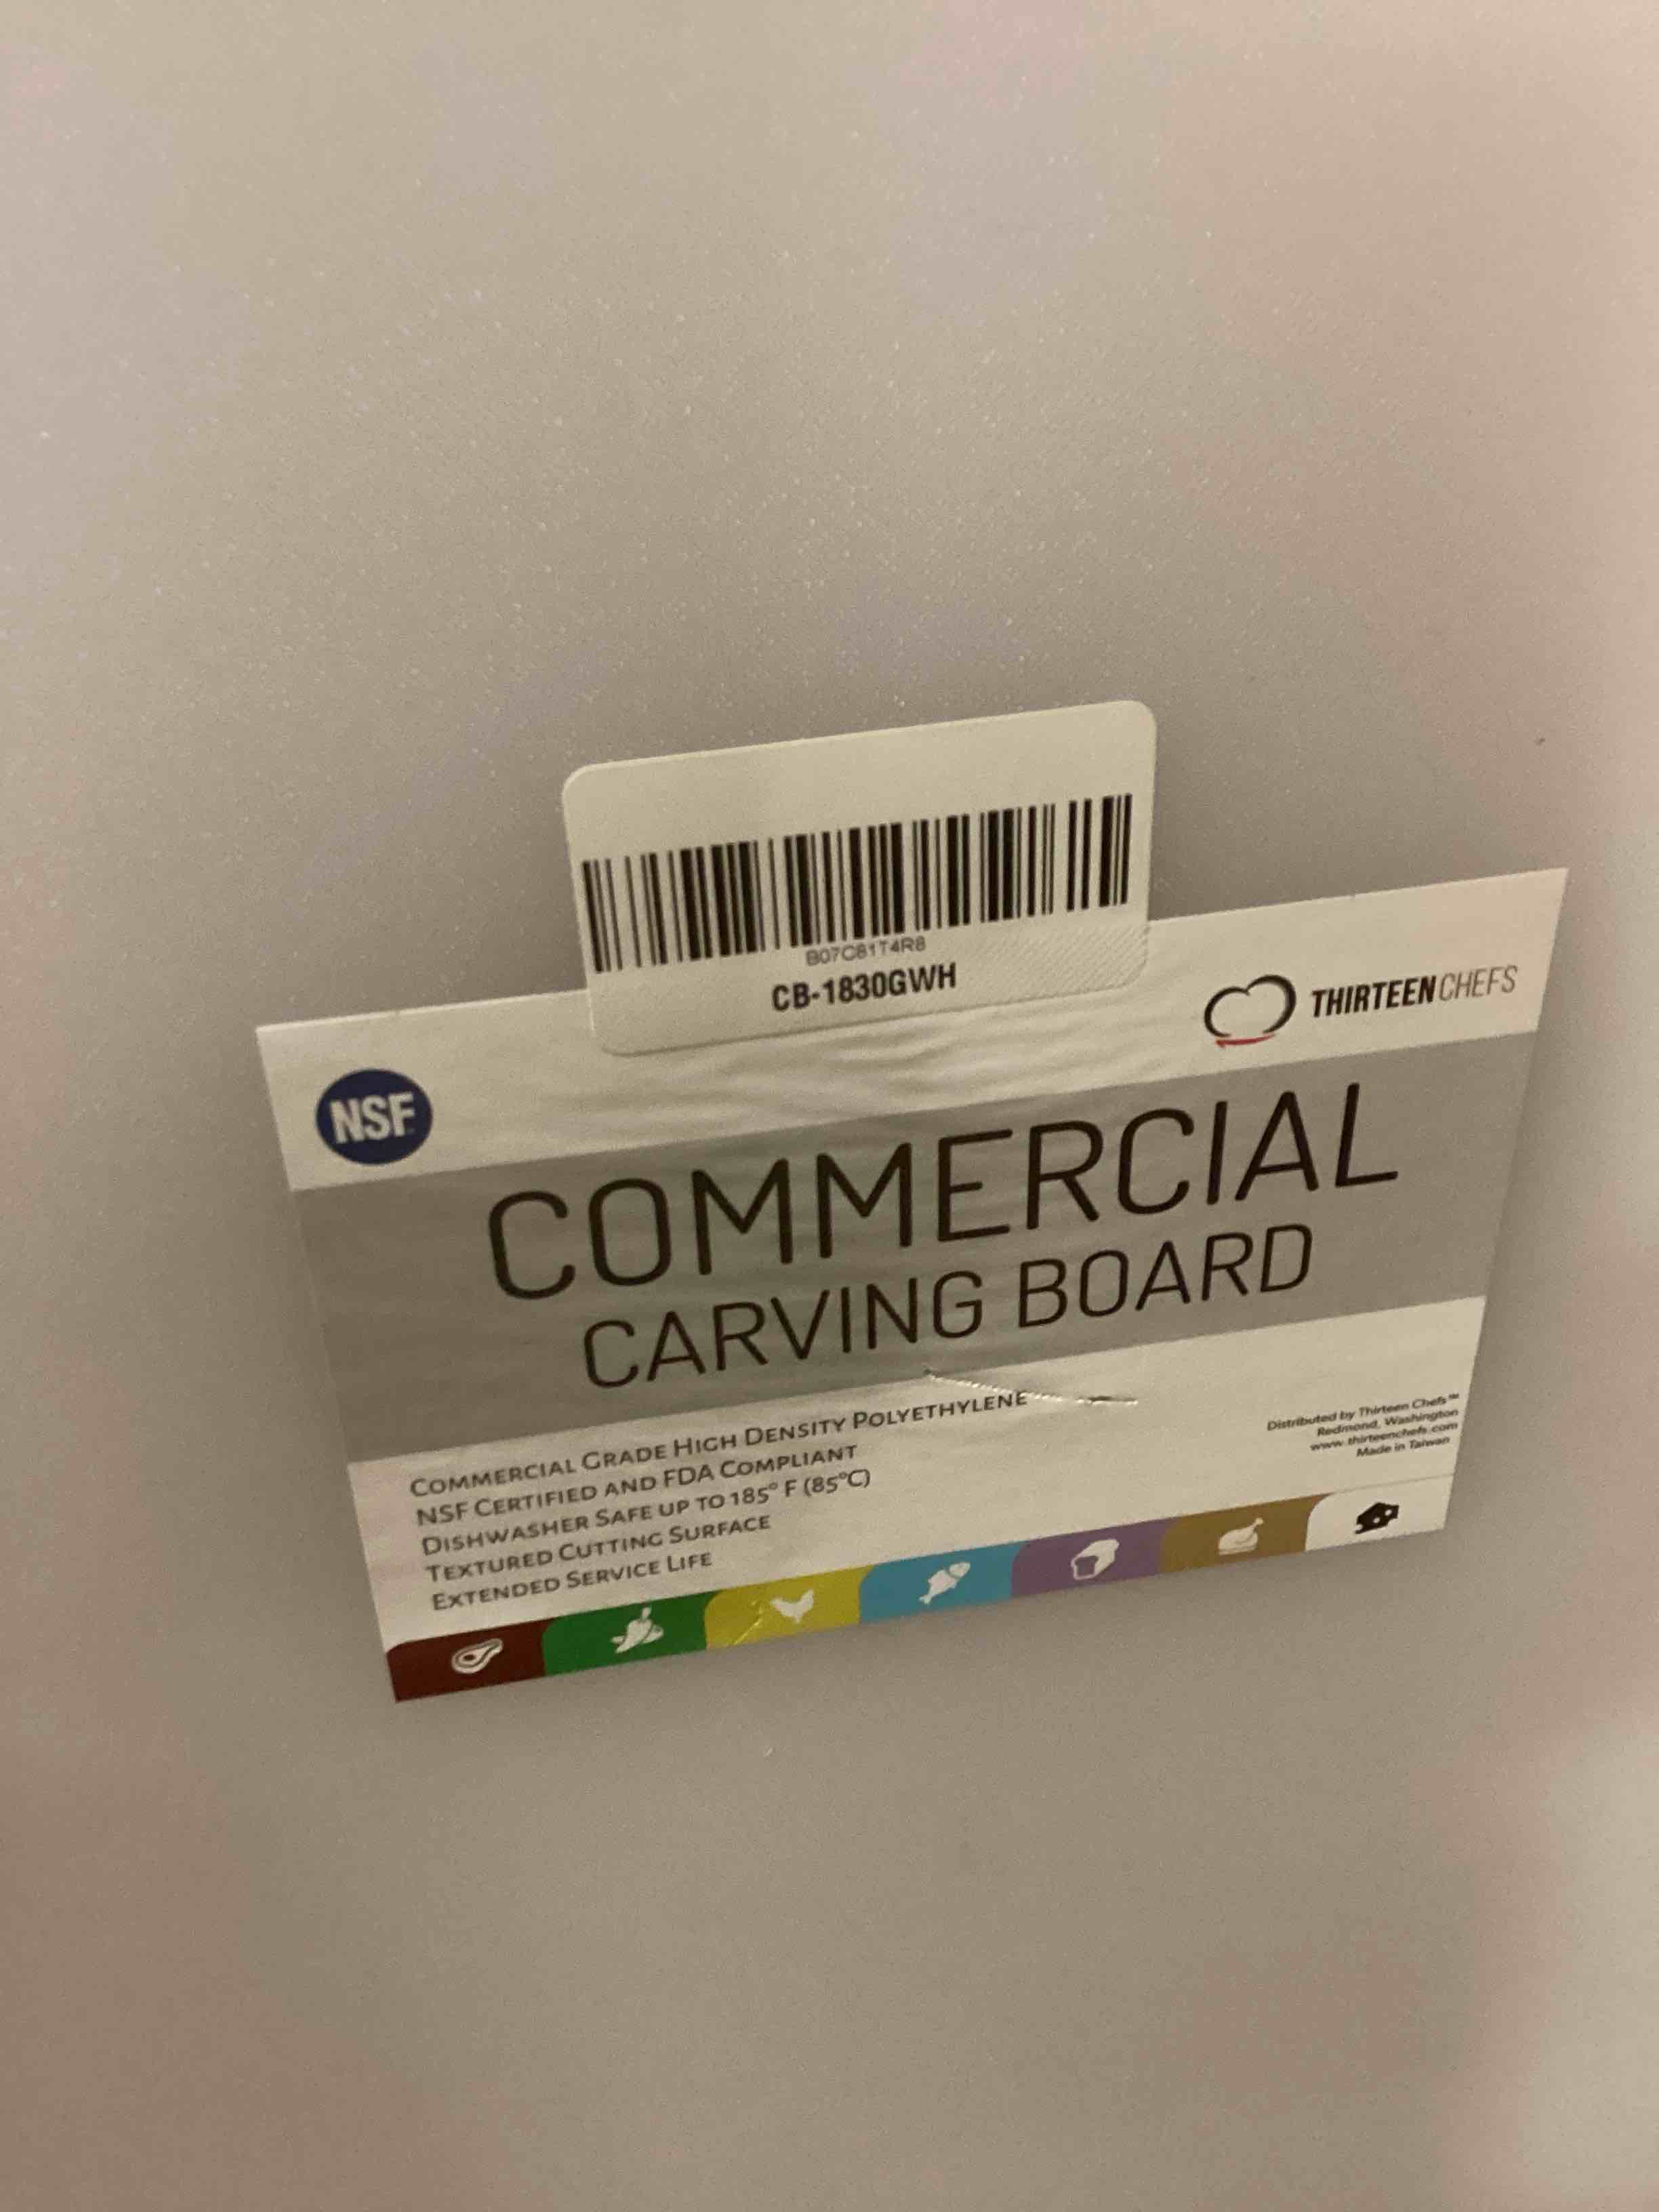 B07C81T4R8
CB-1830GWH
NSF
THIRTEENCHEFS
COMMERCIAL
CARVING BOARD
COMMERCIAL GRADE HIGH DENSITY POLYETHYLENE
NSF CERTIFIED AND FDA COMPLIANT
DISHWASHER SAFE UP TO 185° F (85°C)
TEXTURED CUTTING SURFACE
EXTENDED SERVICE LIFE
Distributed by Thirteen Chefs™
Redmond, Washington
www.thirteenchefs.com
Made in Taiwan